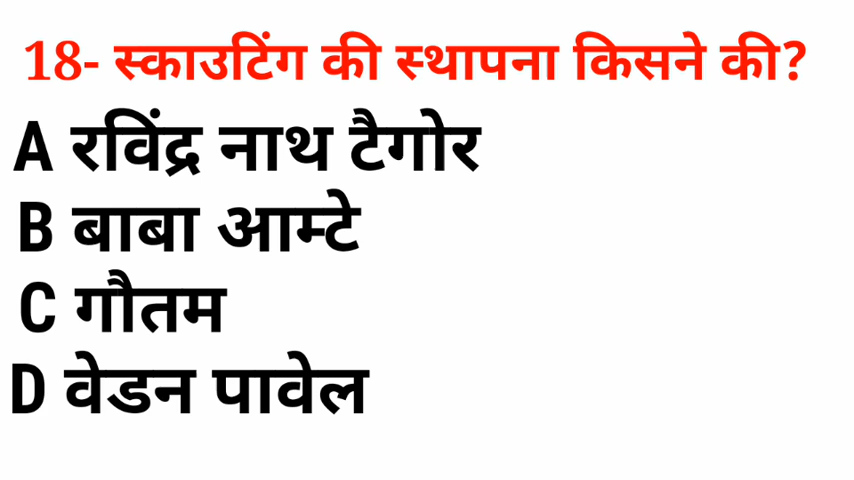 18- स्काउटिंग की स्थापना किसने की?
A रविंद्र नाथ टैगोर
B बाबा आम्टे
C गौतम
D वेडन पावेल